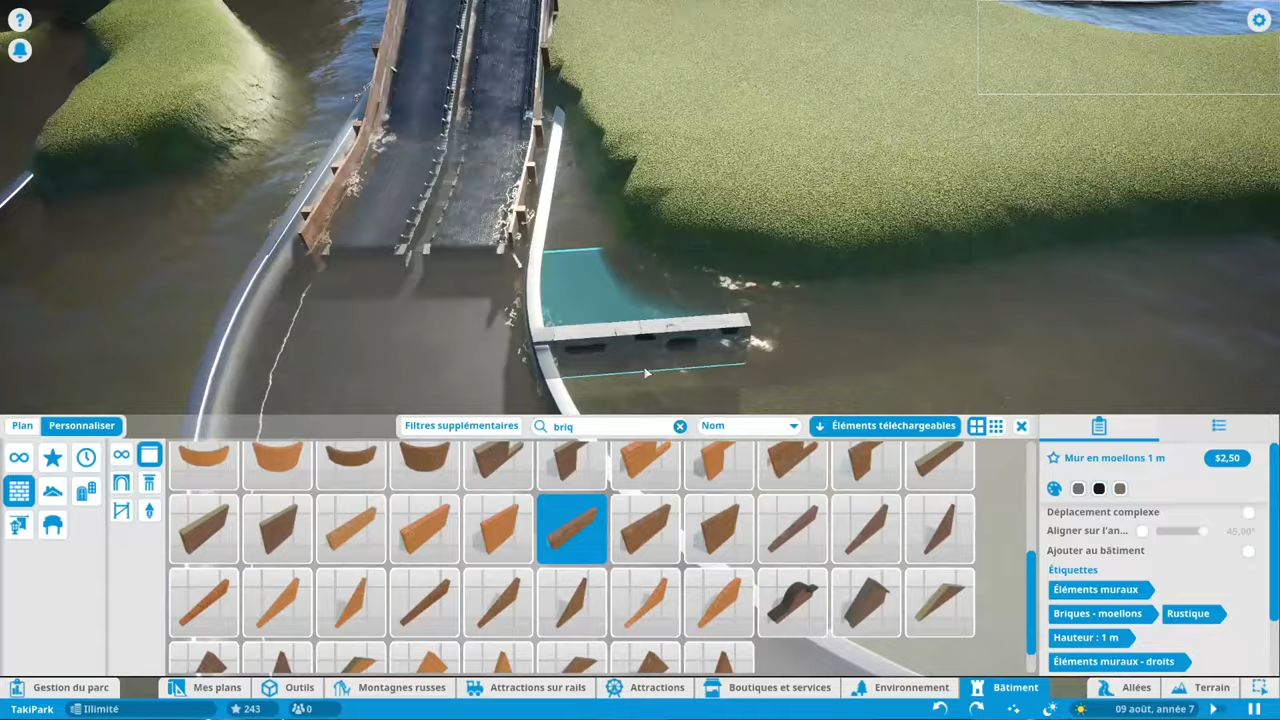 ?
Plan
Personnaliser
Filtres supplémentaires
briq
Nom
Éléments téléchargeables
Mur en moellons 1 m
$2,50
Déplacement complexe
Aligner sur l'an...
45,00°
Ajouter au bâtiment
Étiquettes
Éléments muraux
Briques - moellons
Rustique
Hauteur : 1 m
Éléments muraux - droits
Gestion du parc
Mes plans
Outils
Montagnes russes
Attractions sur rails
Attractions
Boutiques et services
Environnement
Bâtiment
Allées
Terrain
TakiPark
Illimité
243
0
09 août, année 7